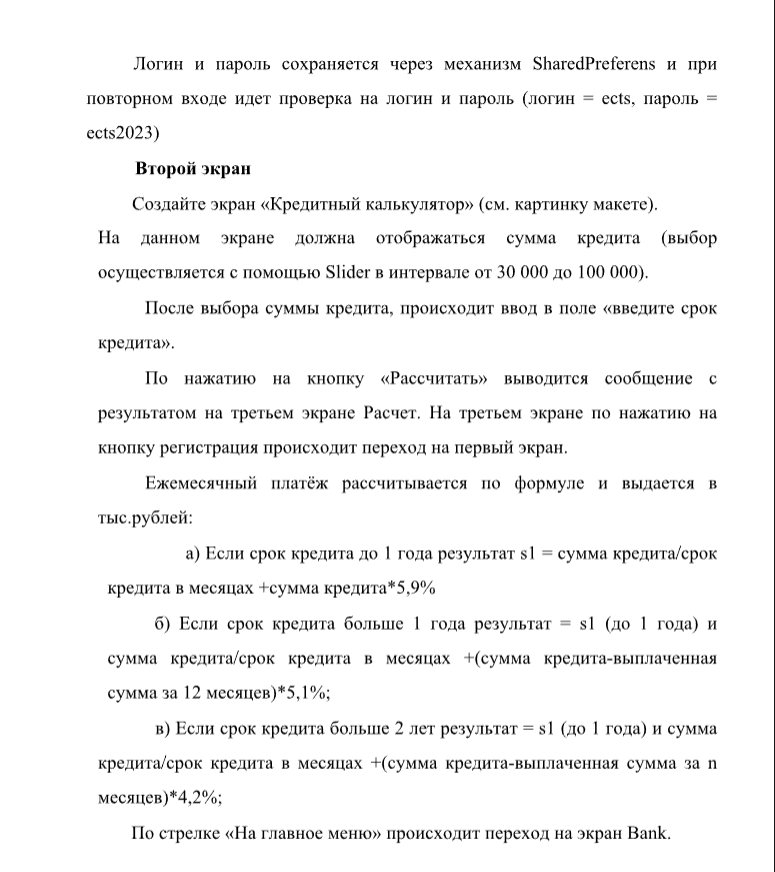 Логин и пароль сохраняется через механизм SharedPreferens и при
повторном входе идет проверка на логин и пароль (логин = ects, пароль =
ects2023)
Второй экран
Создайте экран «Кредитный калькулятор» (см. картинку макете).
На данном экране должна отображаться сумма кредита (выбор
осуществляется с помощью Slider в интервале от 30 000 до 100 000).
После выбора суммы кредита, происходит ввод в поле «введите срок
кредита».
По нажатию на кнопку «Рассчитать» выводится сообщение с
результатом на третьем экране Расчет. На третьем экране по нажатию на
кнопку регистрация происходит переход на первый экран.
Ежемесячный платёж рассчитывается по формуле и выдается в
тыс.рублей:
а) Если срок кредита до 1 года результат s1 = сумма кредита/срок
кредита в месяцах +сумма кредита*5,9%
б) Если срок кредита больше 1 года результат = s1 (до 1 года) и
сумма кредита/срок кредита в месяцах +(сумма кредита-выплаченная
сумма за 12 месяцев)*5,1%;
в) Если срок кредита больше 2 лет результат = s1 (до 1 года) и сумма
кредита/срок кредита в месяцах +(сумма кредита-выплаченная сумма за n
месяцев)*4,2%;
По стрелке «На главное меню» происходит переход на экран Bank.